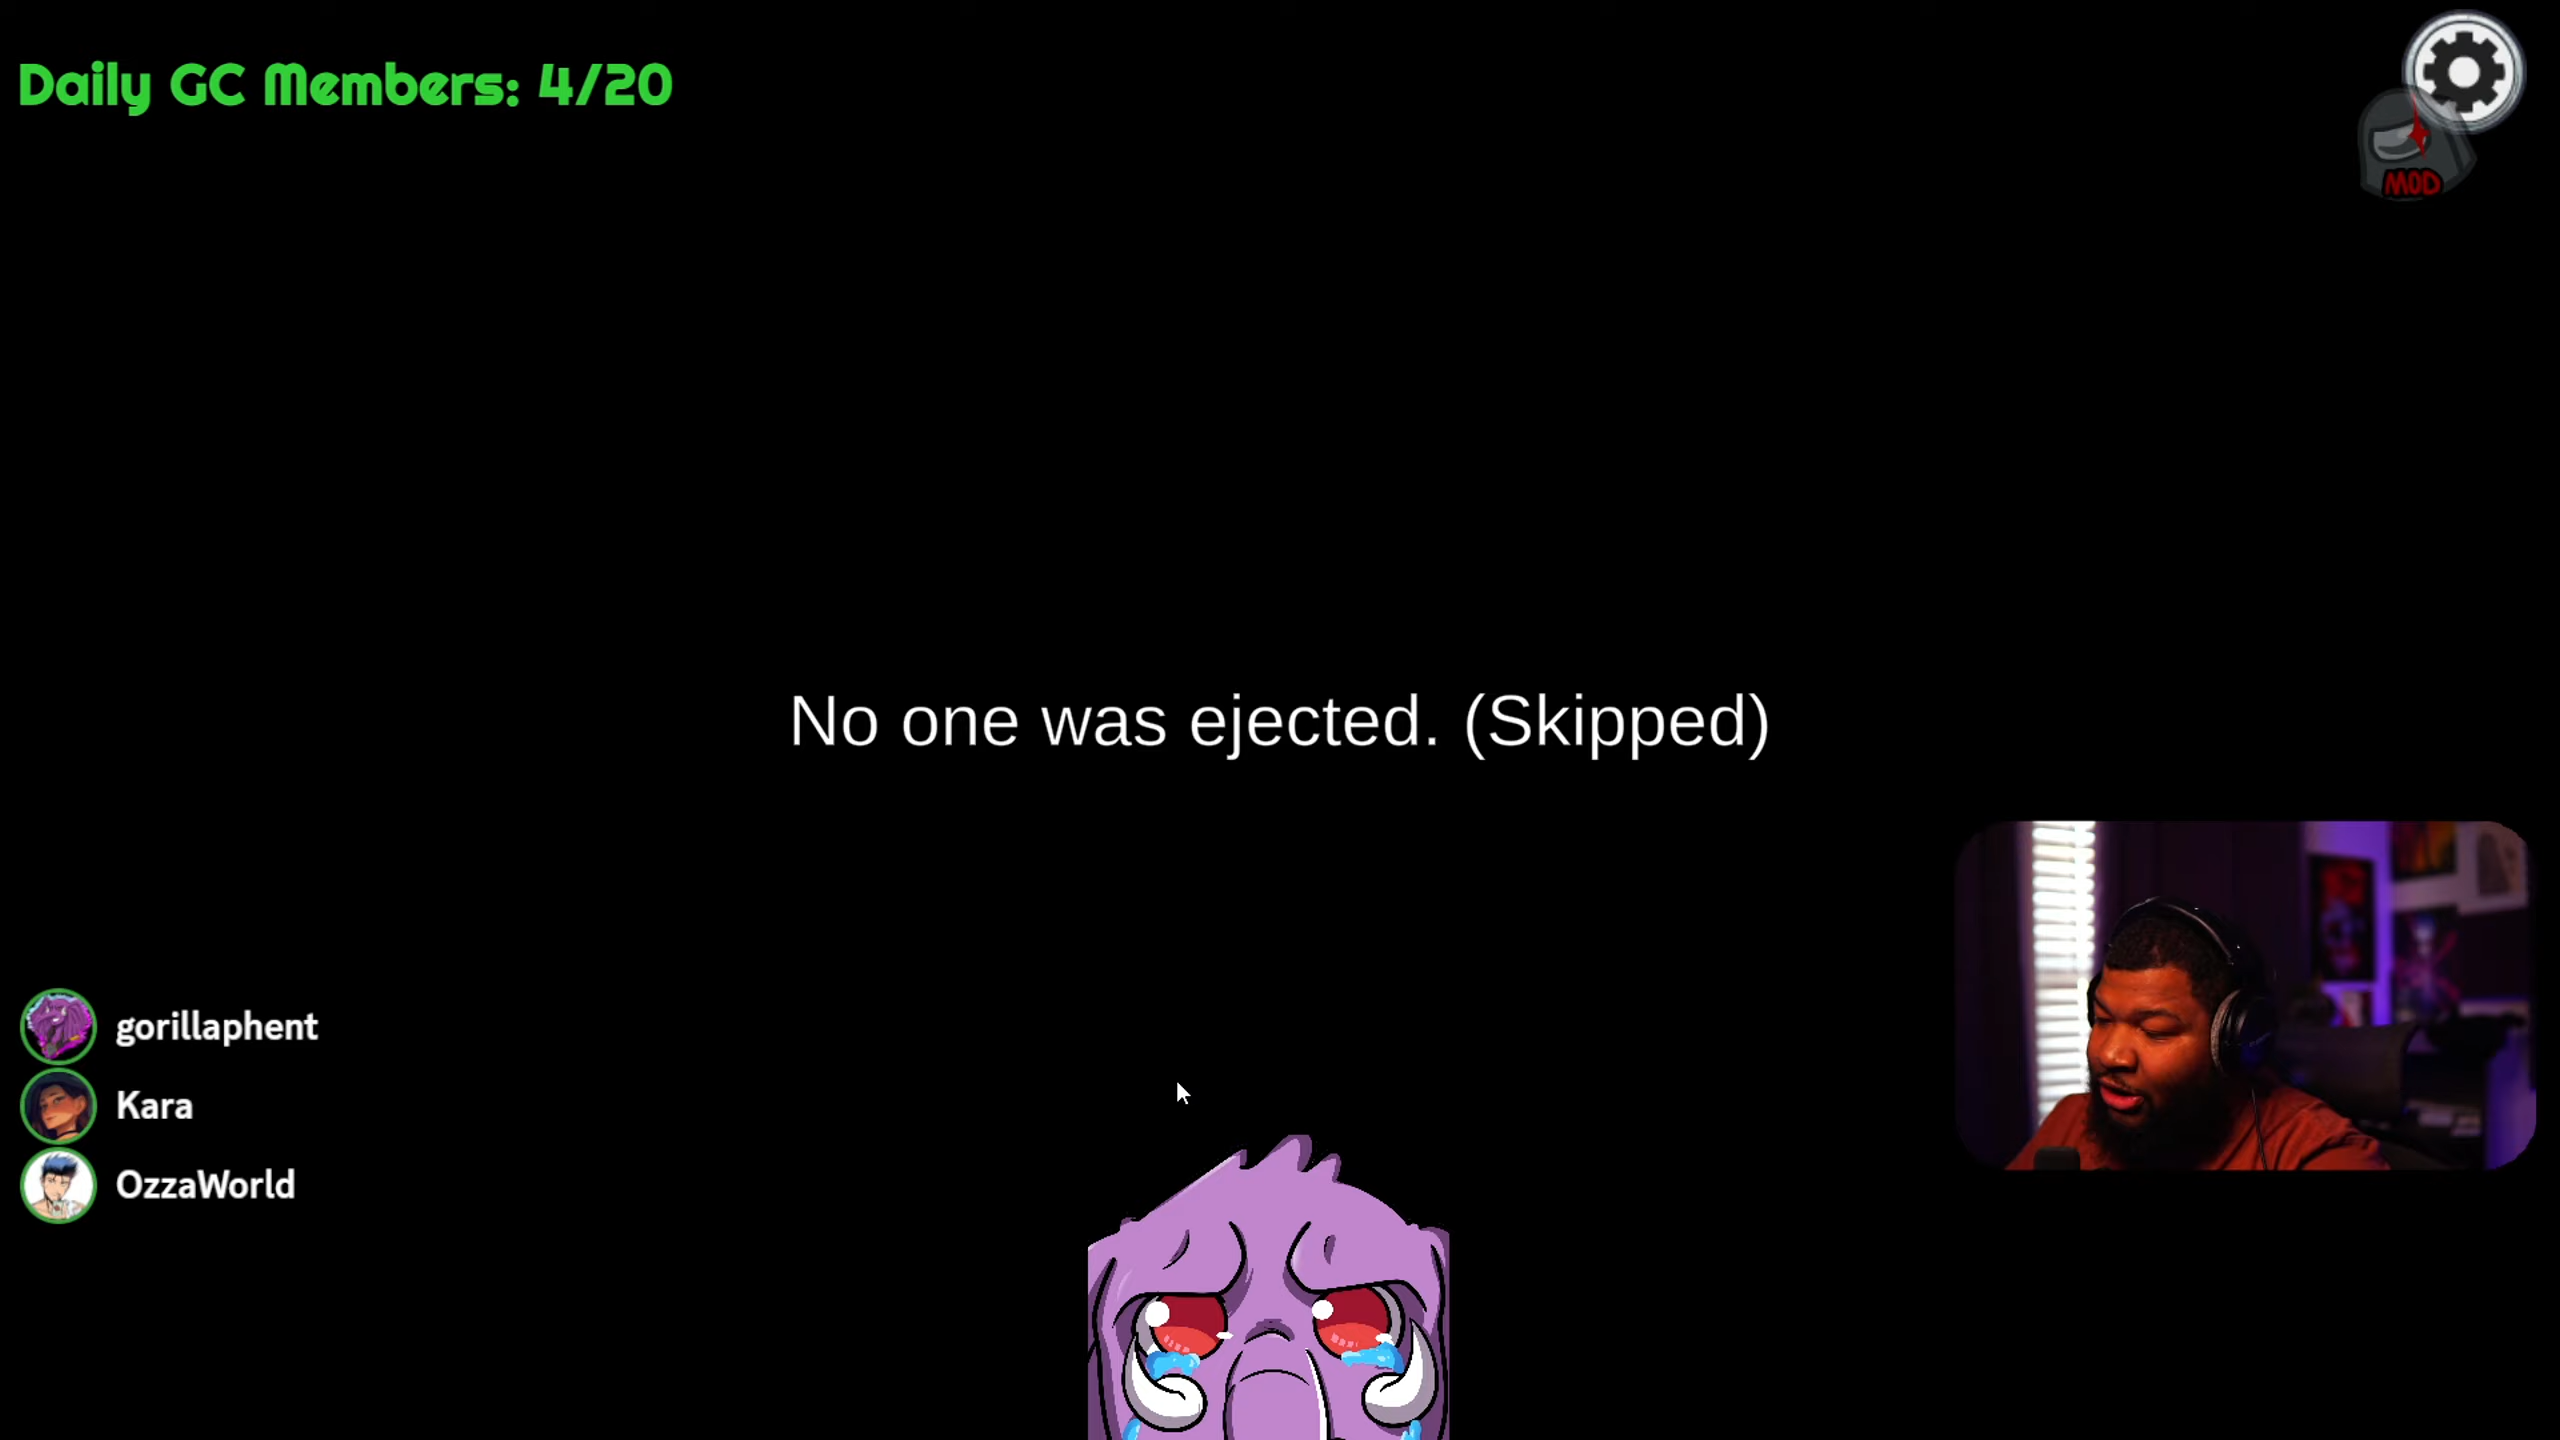 Daily GC Members: 4/20
MOD
No one was ejected. (Skipped)
gorillaphent
Kara
OzzaWorld